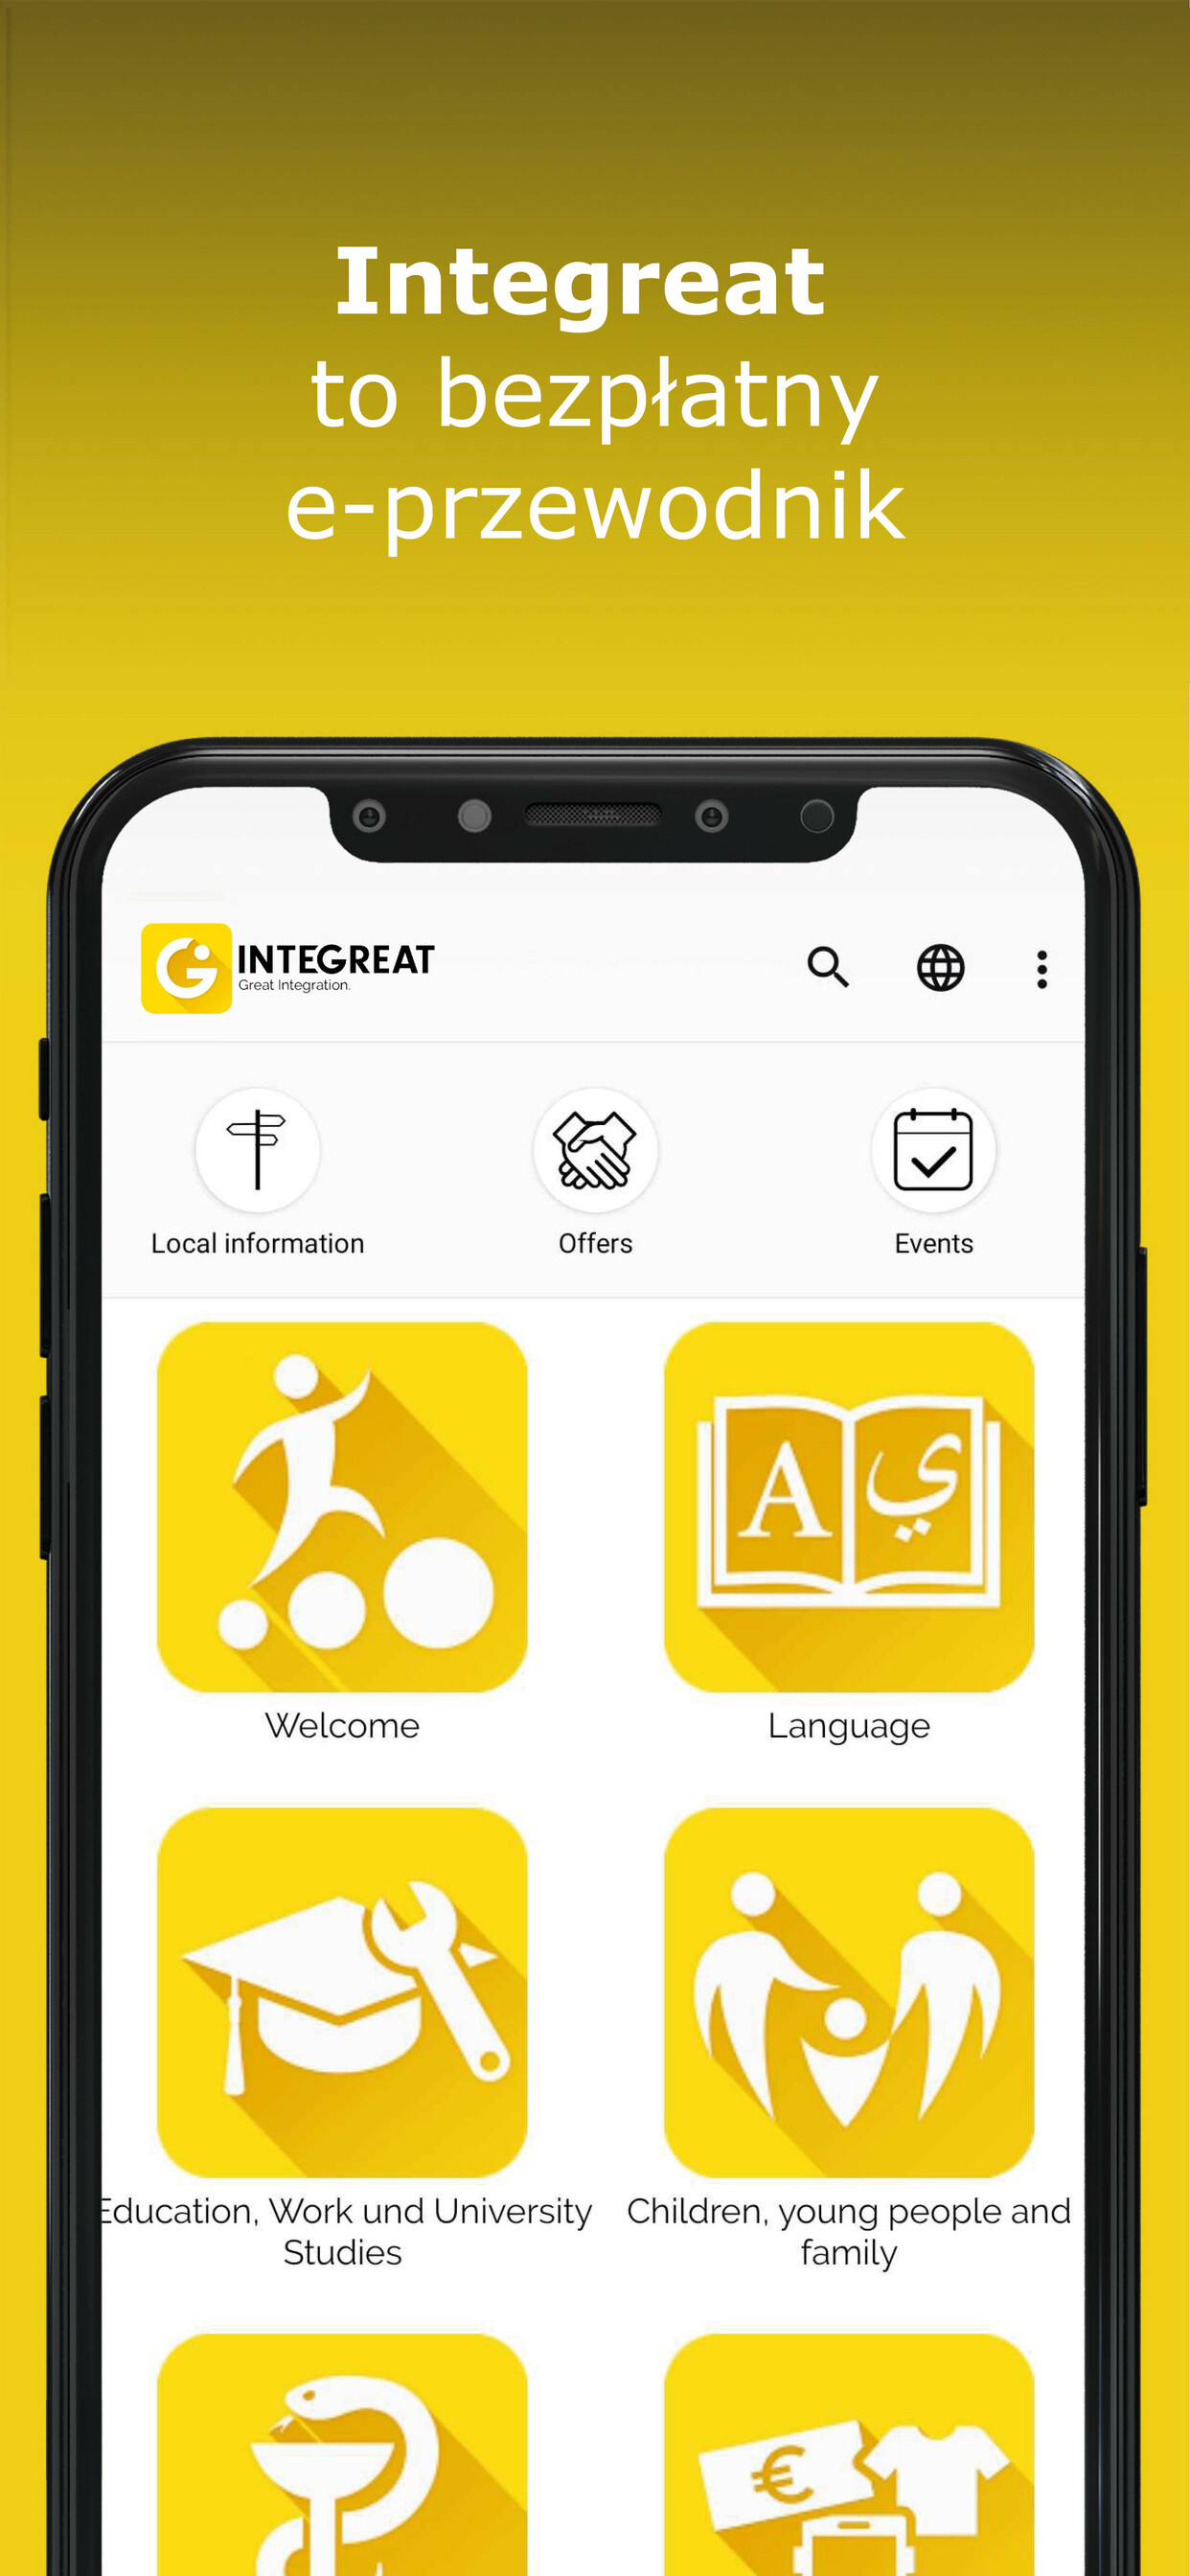 Integreat
to bezpłatny
e-przewodnik
INTEGREAT
Great Integration.
Local information
Offers
Events
A ي
Welcome
Language
Education, Work und University
Studies
Children, young people and
family
€